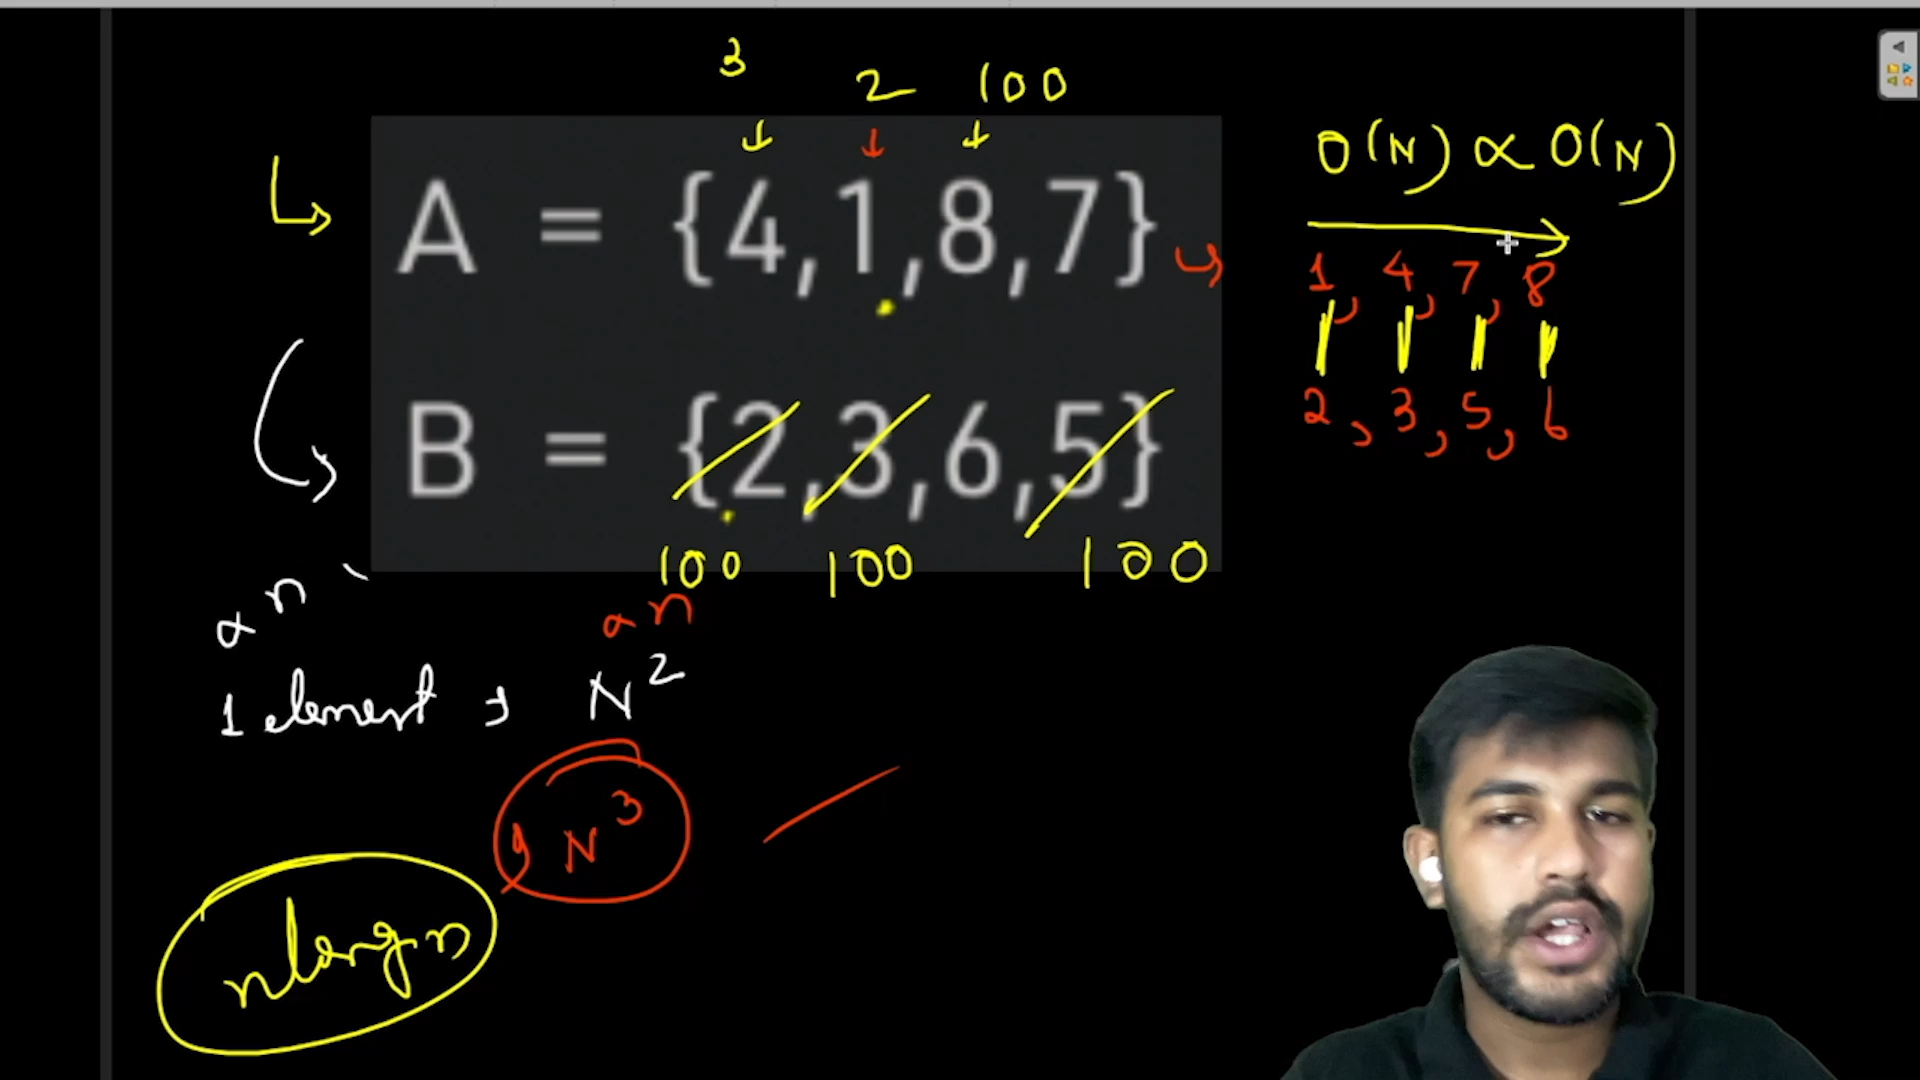 3 2 100
A = {4,1,8,7}
B = {2,3,6,5}
100 100 100
O(N) ∝ O(N)
1, 4, 7, 8
2, 3, 5, 6
∝ n
∝ n
1 element → N²
N³